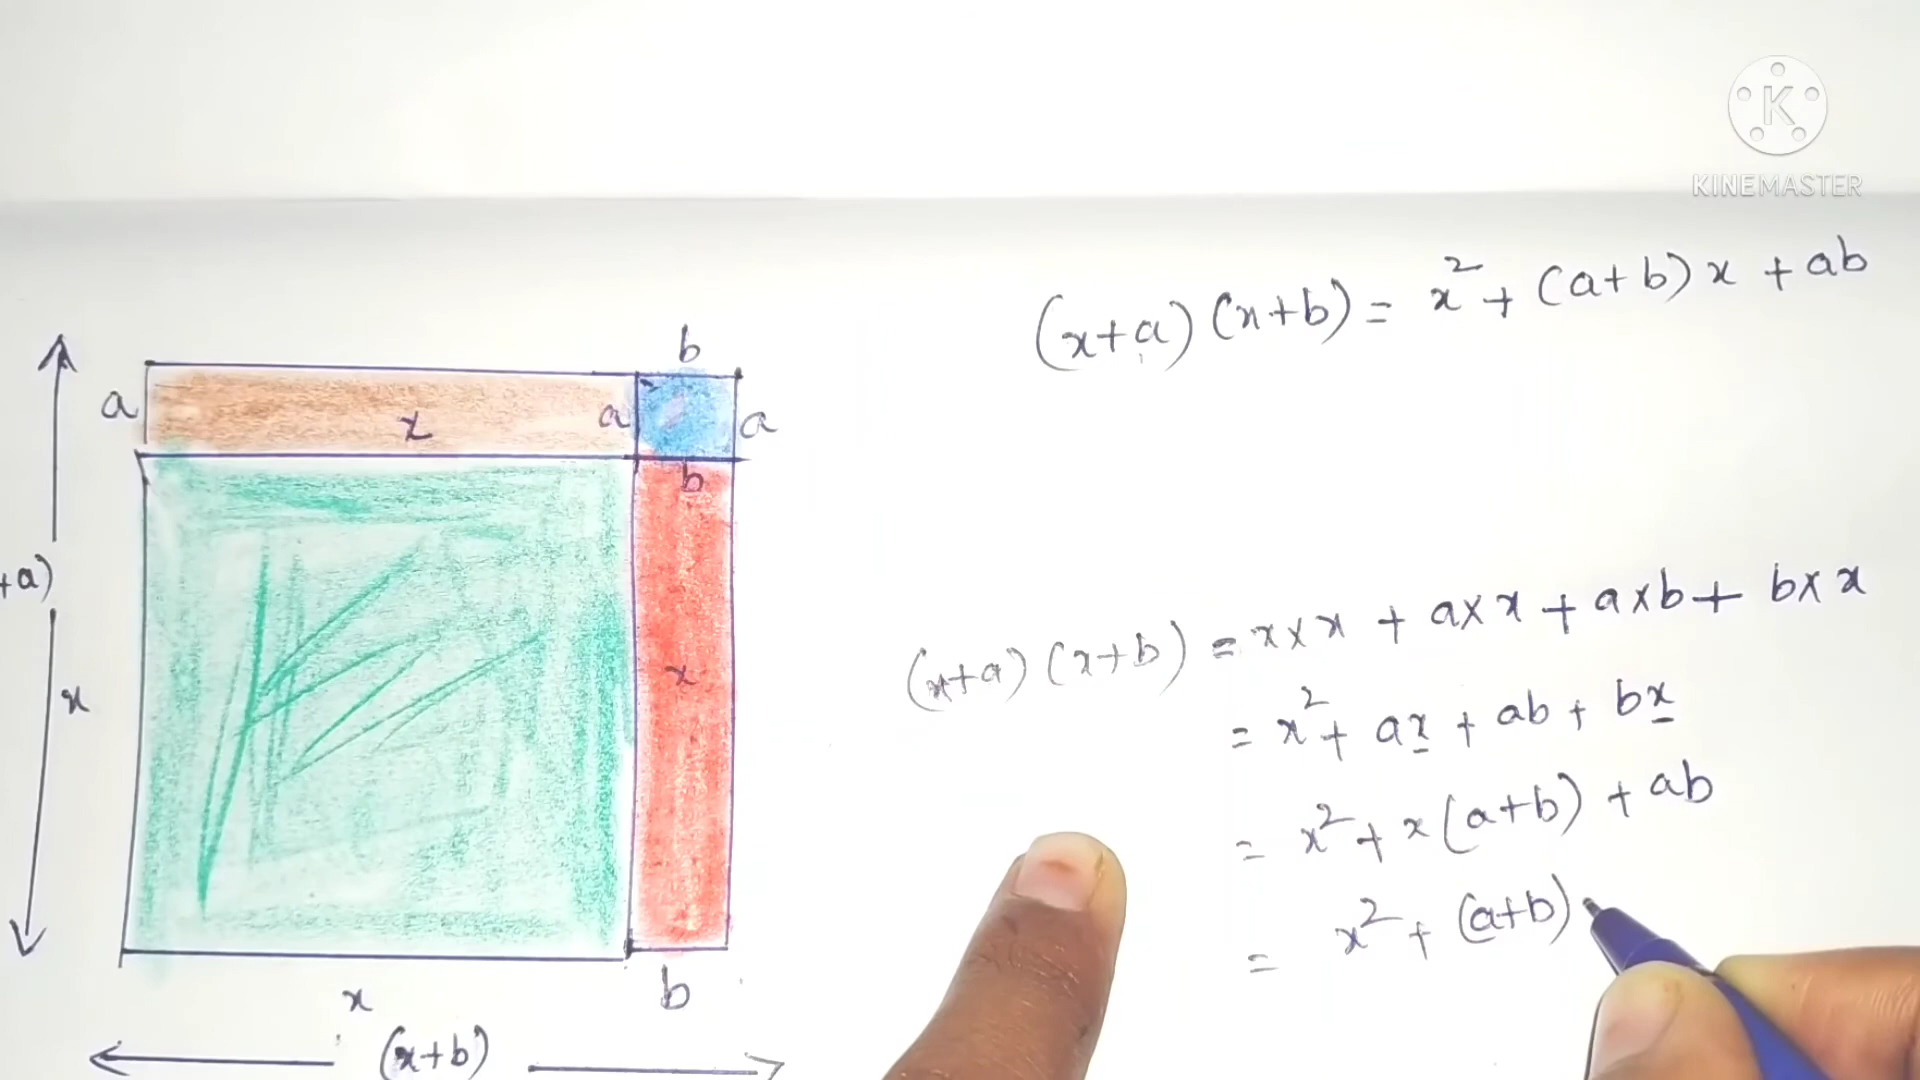 K
KINEMASTER
(x+a)(x+b) = x² + (a+b)x + ab
b
a x a a
b
+a)
x x
x b
(x+b)
(x+a)(x+b) = x×x + a×x + a×b + b×x
= x² + ax + ab + bx
= x² + x(a+b) + ab
= x² + (a+b)